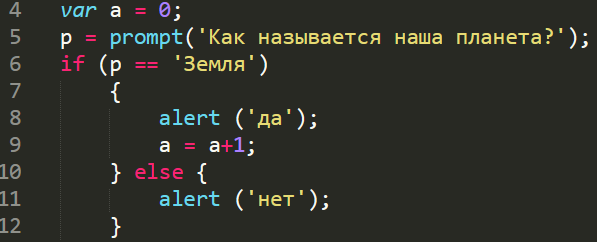 4 var a = 0;
5 p = prompt('Как называется наша планета?');
6 if (p == 'Земля')
7 {
8 alert ('да');
9 a = a+1;
10 } else {
11 alert ('нет');
12 }